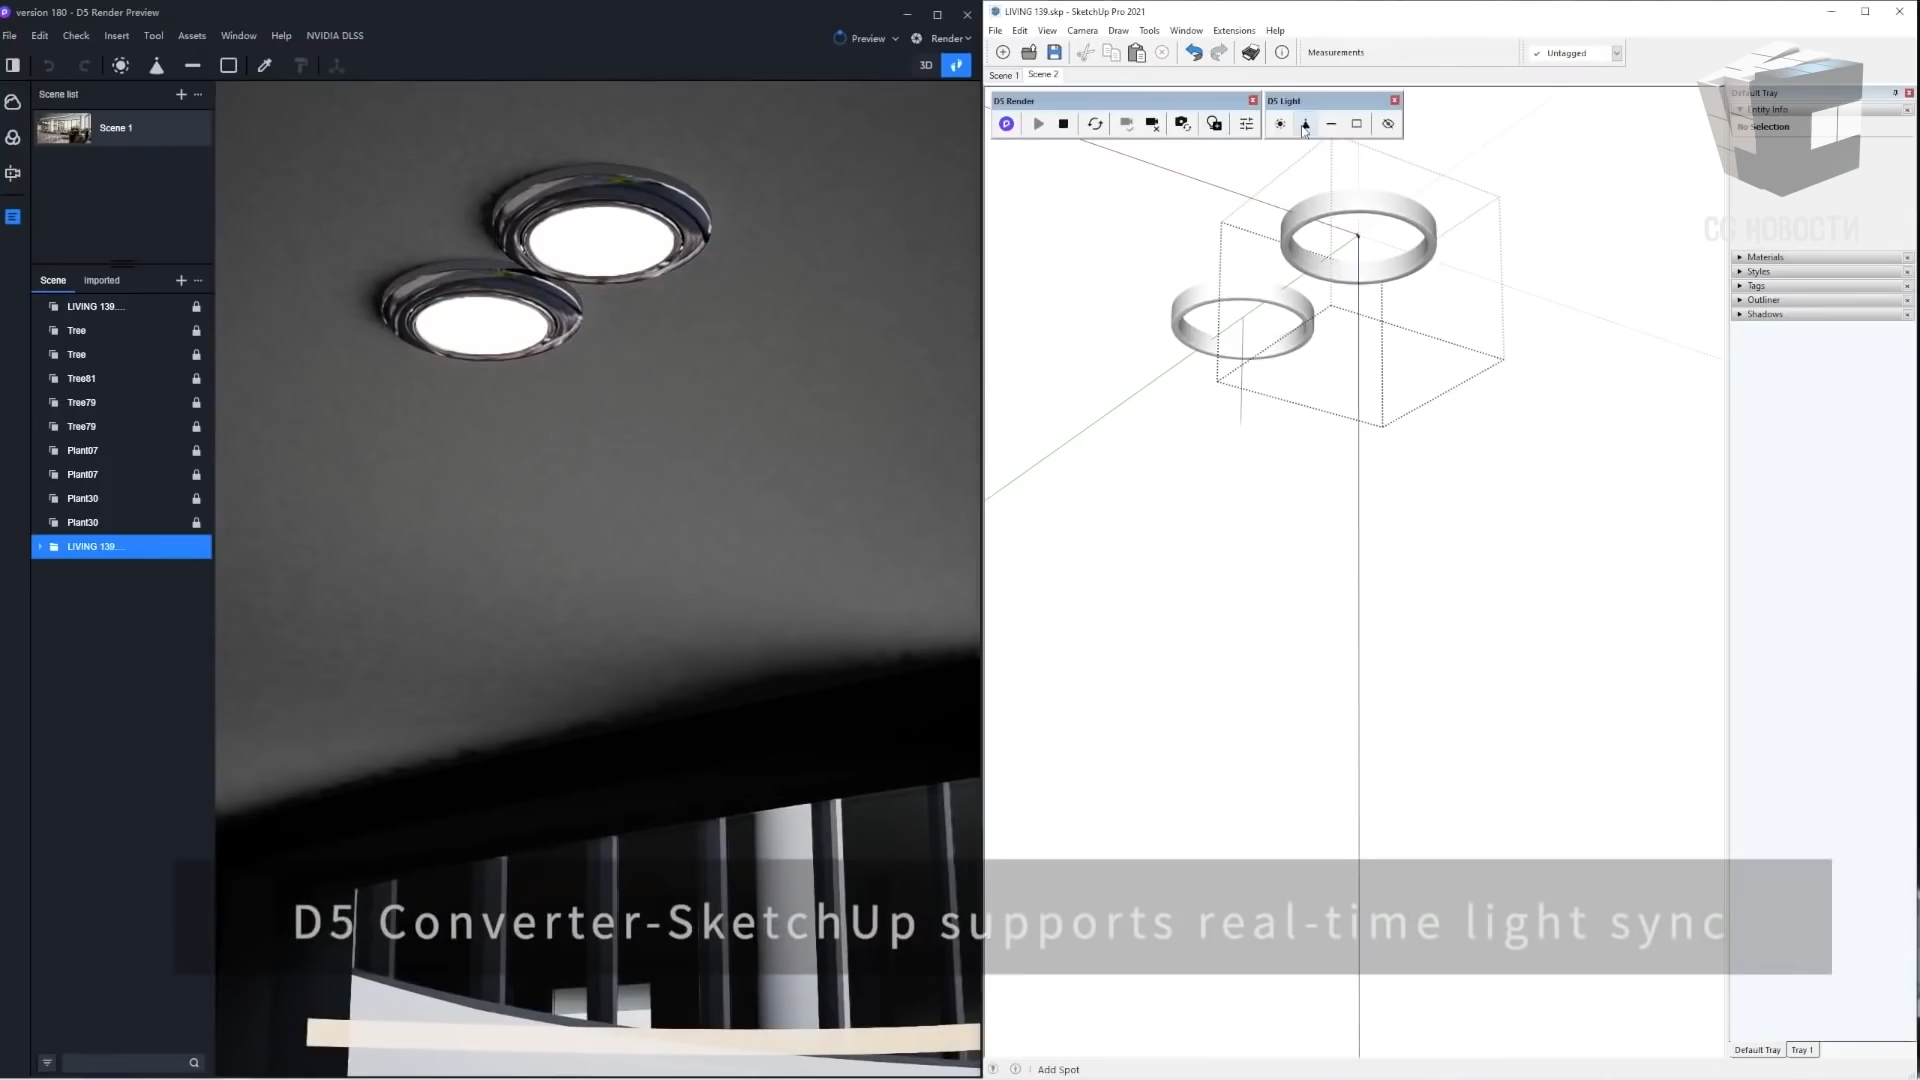 version 180 - D5 Render Preview
File Edit Check Insert Tool Assets Window Help NVIDIA DLSS
Preview
Render
3D
Scene list
Scene 1
Scene Imported
LIVING 139....
Tree
Tree
Tree81
Tree79
Tree79
Plant07
Plant07
Plant30
Plant30
LIVING 139....
LIVING 139.skp - SketchUp Pro 2021
File Edit View Camera Draw Tools Window Extensions Help
Measurements
Untagged
Scene 1 Scene 2
D5 Render
D5 Light
Default Tray
Entity Info
No Selection
CG НОВОСТИ
Materials
Styles
Tags
Outliner
Shadows
D5 Converter-SketchUp supports real-time light sync
Default Tray Tray 1
Add Spot